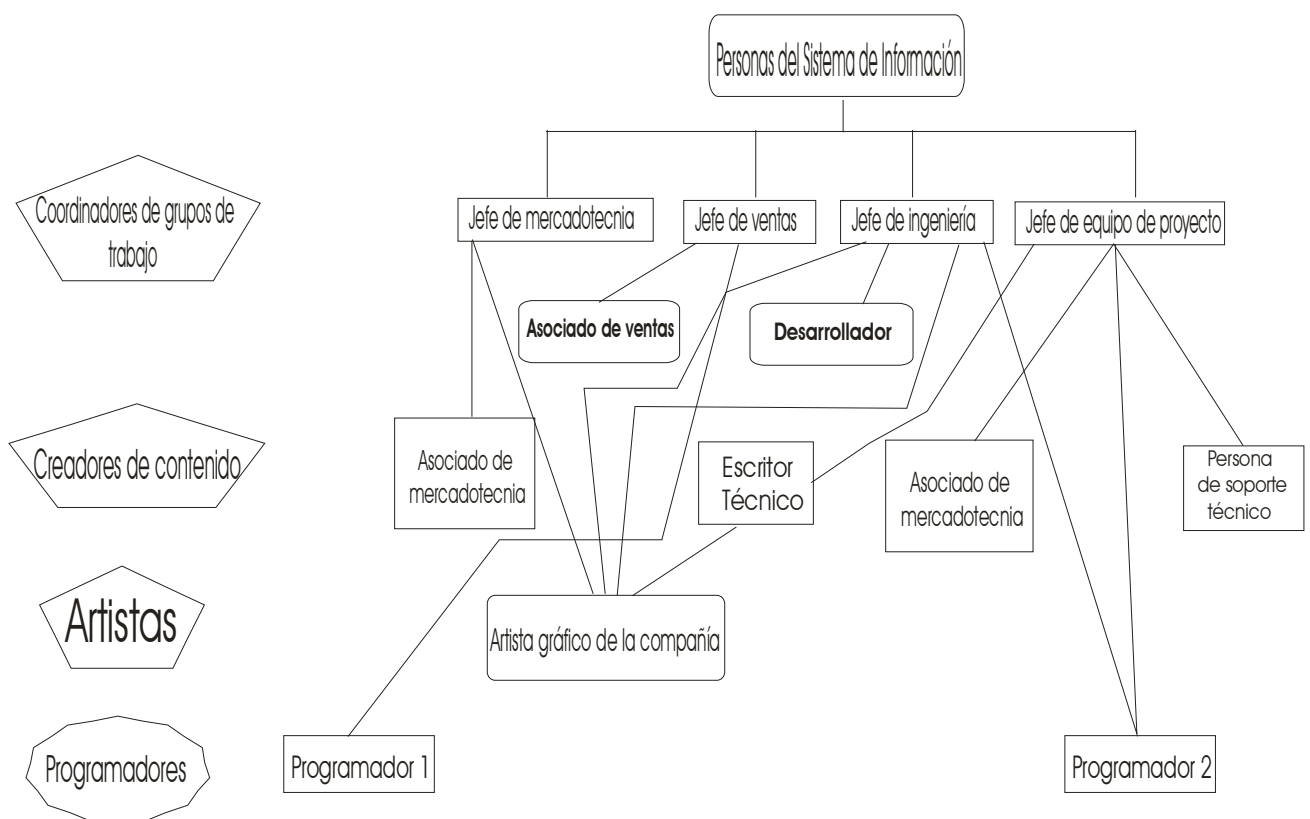 Personas del Sistema de Información
Coordinadores de grupos de
trabajo
Jefe de mercadotecnia
Jefe de ventas
Jefe de ingeniería
Jefe de equipo de proyecto
Asociado de ventas
Desarrollador
Creadores de contenido
Asociado de
mercadotecnia
Escritor
Técnico
Asociado de
mercadotecnia
Persona
de soporte
técnico
Artistas
Artista gráfico de la compañía
Programadores
Programador 1
Programador 2